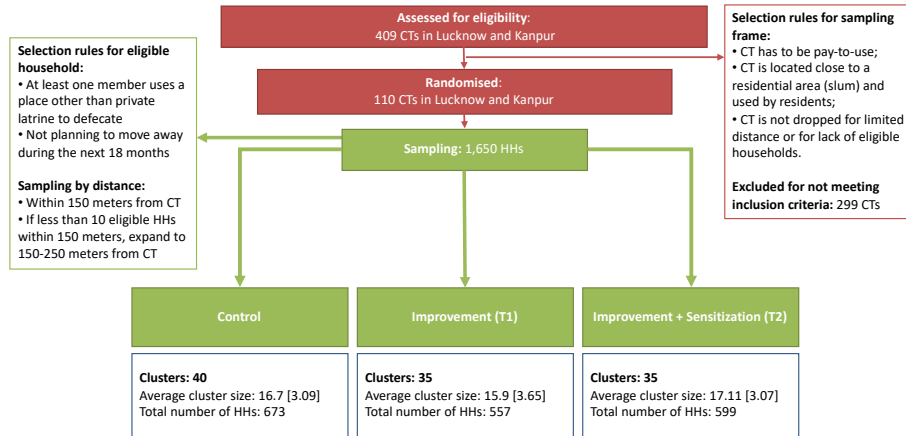 Assessed for eligibility:
409 CTs in Lucknow and Kanpur
Selection rules for sampling
frame:
• CT has to be pay-to-use;
• CT is located close to a
residential area (slum) and
used by residents;
• CT is not dropped for limited
distance or for lack of eligible
households.
Excluded for not meeting
inclusion criteria: 299 CTs
Selection rules for eligible
household:
• At least one member uses a
place other than private
latrine to defecate
• Not planning to move away
during the next 18 months
Sampling by distance:
• Within 150 meters from CT
• If less than 10 eligible HHs
within 150 meters, expand to
150-250 meters from CT
Randomised:
110 CTs in Lucknow and Kanpur
Sampling: 1,650 HHs
Control
Improvement (T1)
Improvement + Sensitization (T2)
Clusters: 40
Average cluster size: 16.7 [3.09]
Total number of HHs: 673
Clusters: 35
Average cluster size: 15.9 [3.65]
Total number of HHs: 557
Clusters: 35
Average cluster size: 17.11 [3.07]
Total number of HHs: 599